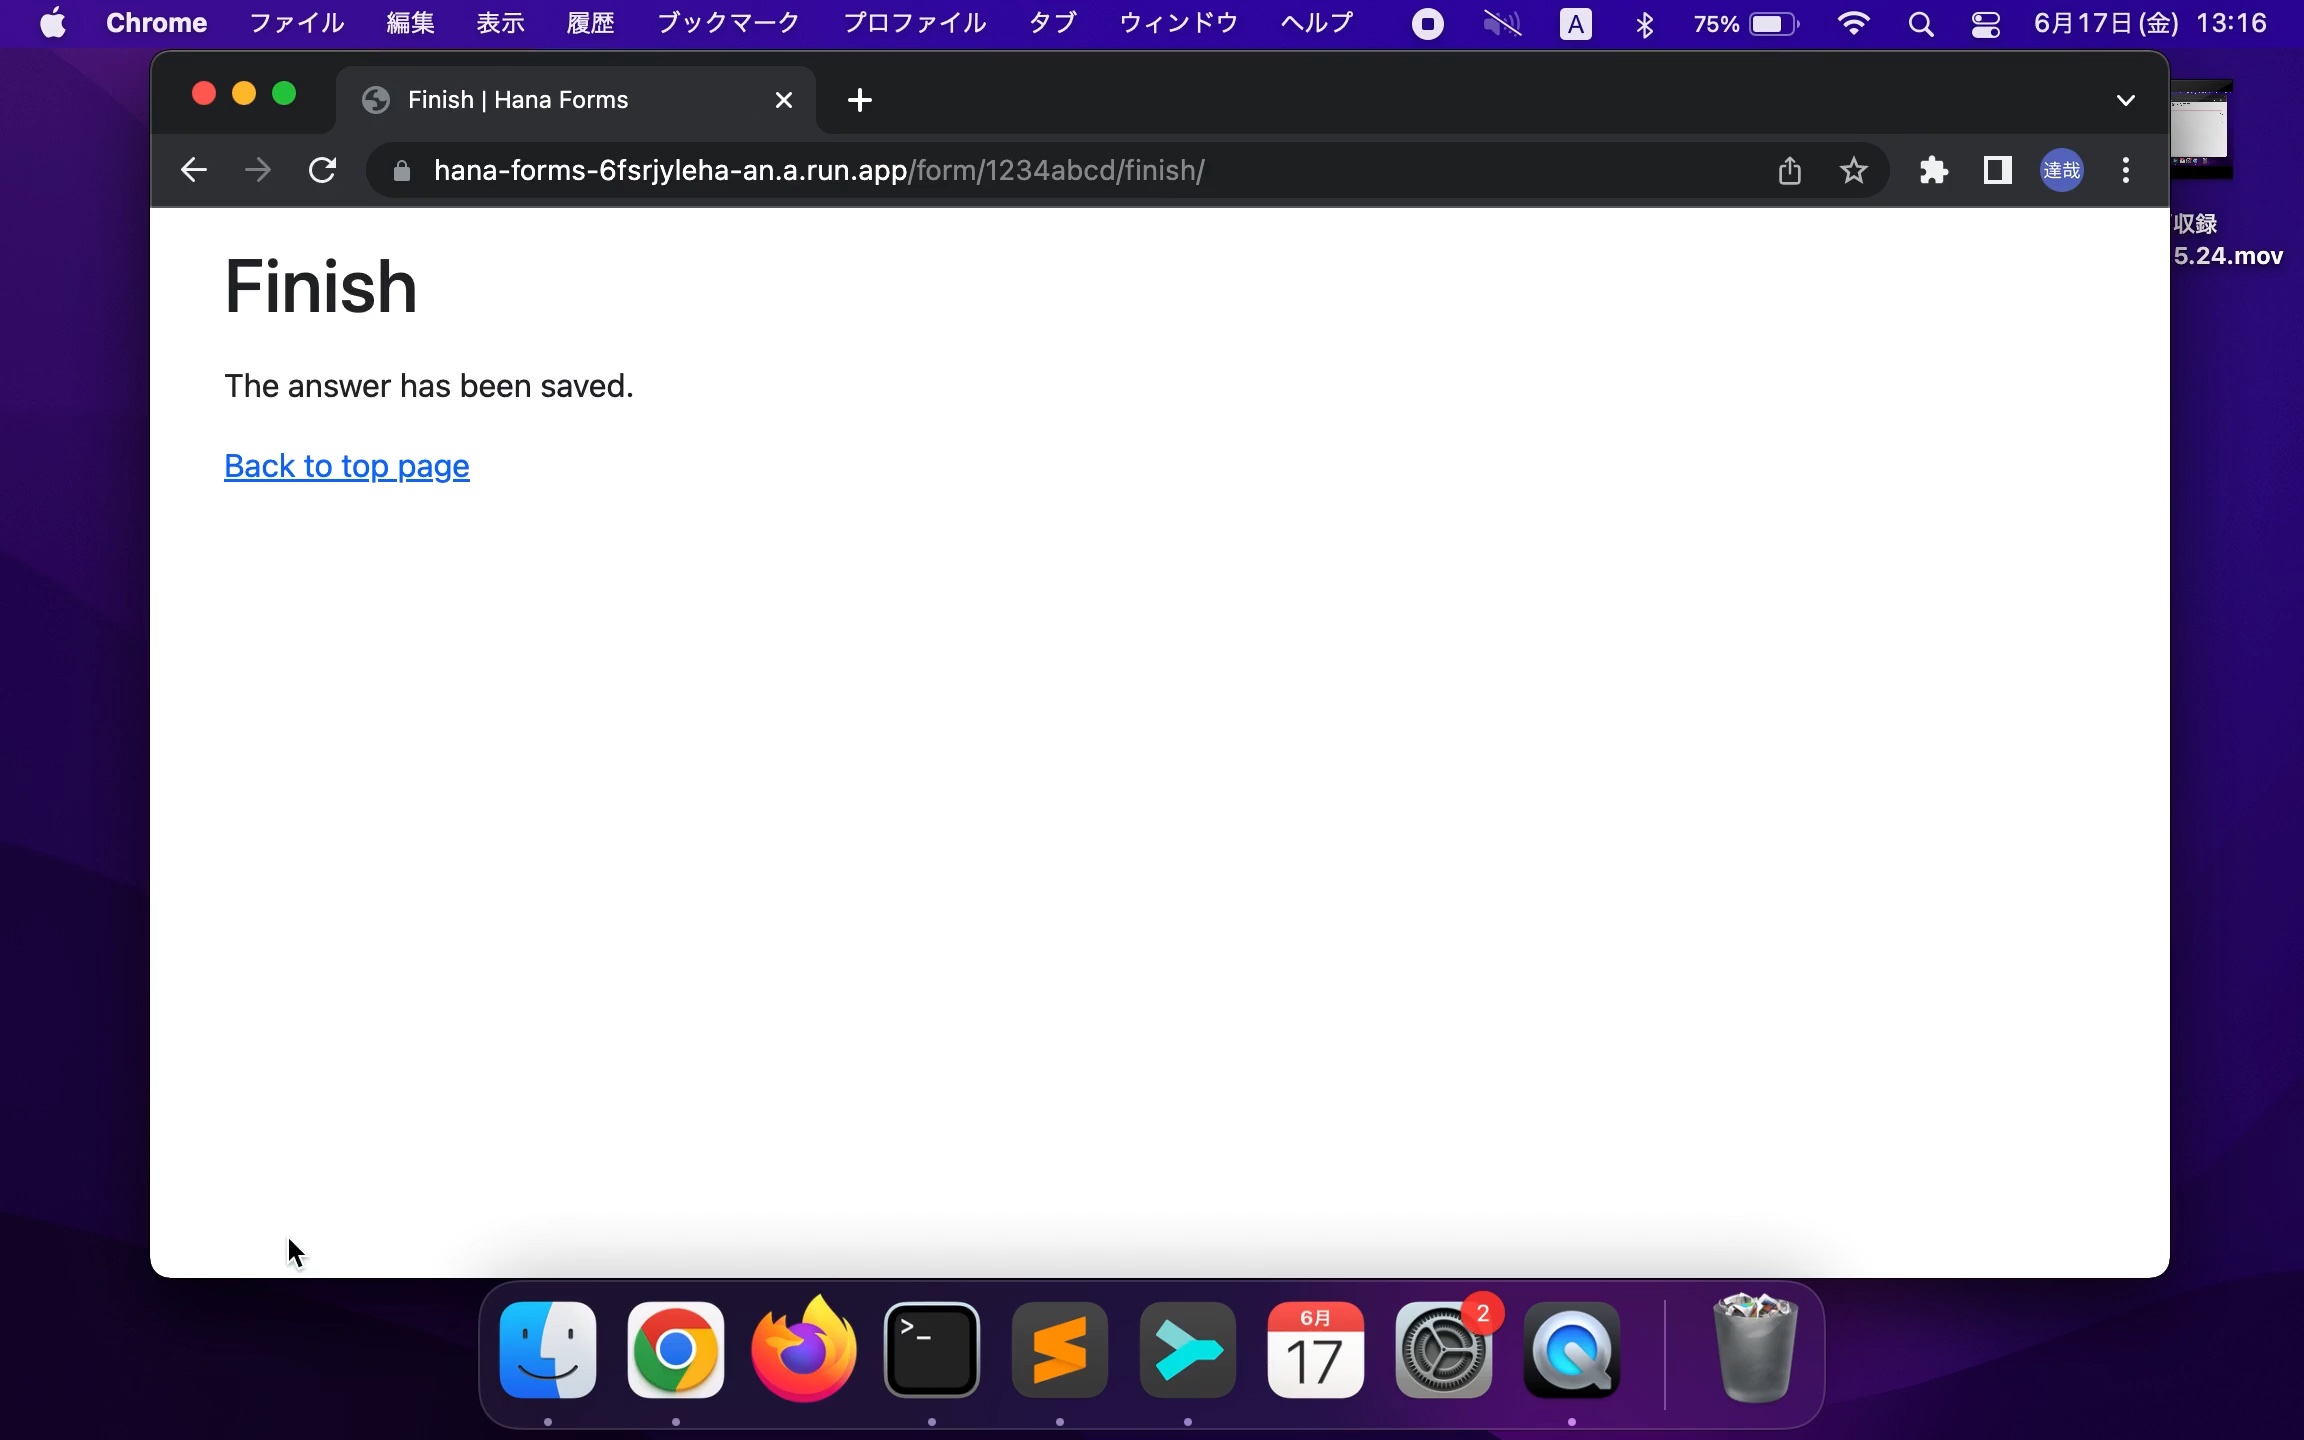 Chrome ファイル 編集 表示 履歴 ブックマーク プロファイル タブ ウィンドウ ヘルプ A 75% 6月17日(金) 13:16
Finish | Hana Forms
hana-forms-6fsrjyleha-an.a.run.app/form/1234abcd/finish/
達哉
収録
5.24.mov
Finish
The answer has been saved.
Back to top page
>_
6月
17
2